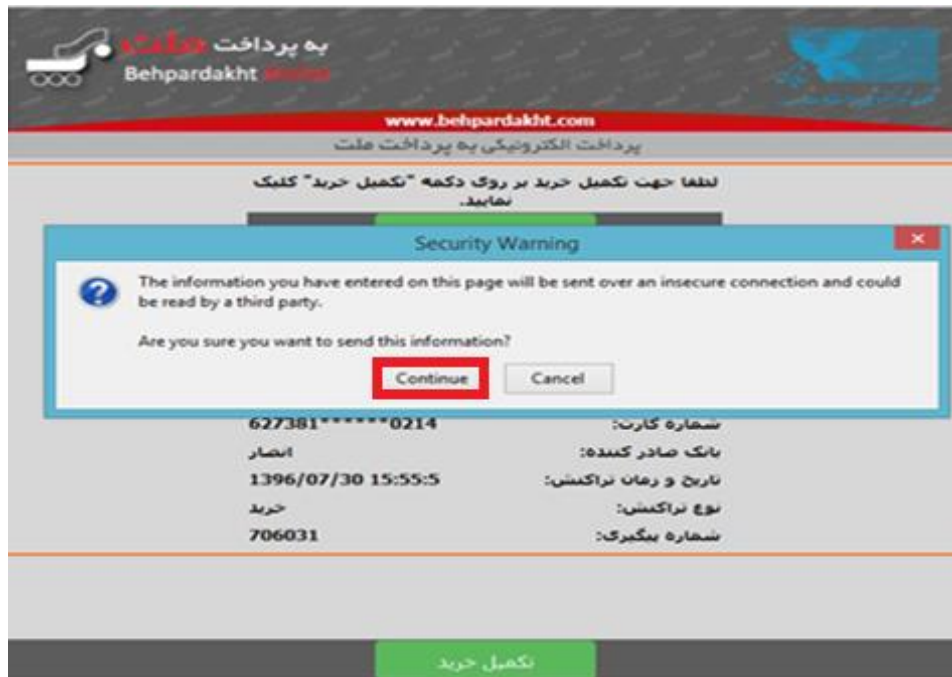 به پرداخت ملت
Behpardakht
www.behpardakht.com
پرداخت الکترونیکی به پرداخت ملت
لطفا جهت تکمیل خرید بر روی دکمه "تکمیل خرید" کلیک
نمایید.
Security Warning
The information you have entered on this page will be sent over an insecure connection and could
be read by a third party.
Are you sure you want to send this information?
Continue Cancel
شماره کارت: 627381******0214
بانک صادر کننده: انصار
تاریخ و زمان تراکنش: 1396/07/30 15:55:5
نوع تراکنش: خرید
شماره پیگیری: 706031
تکمیل خرید